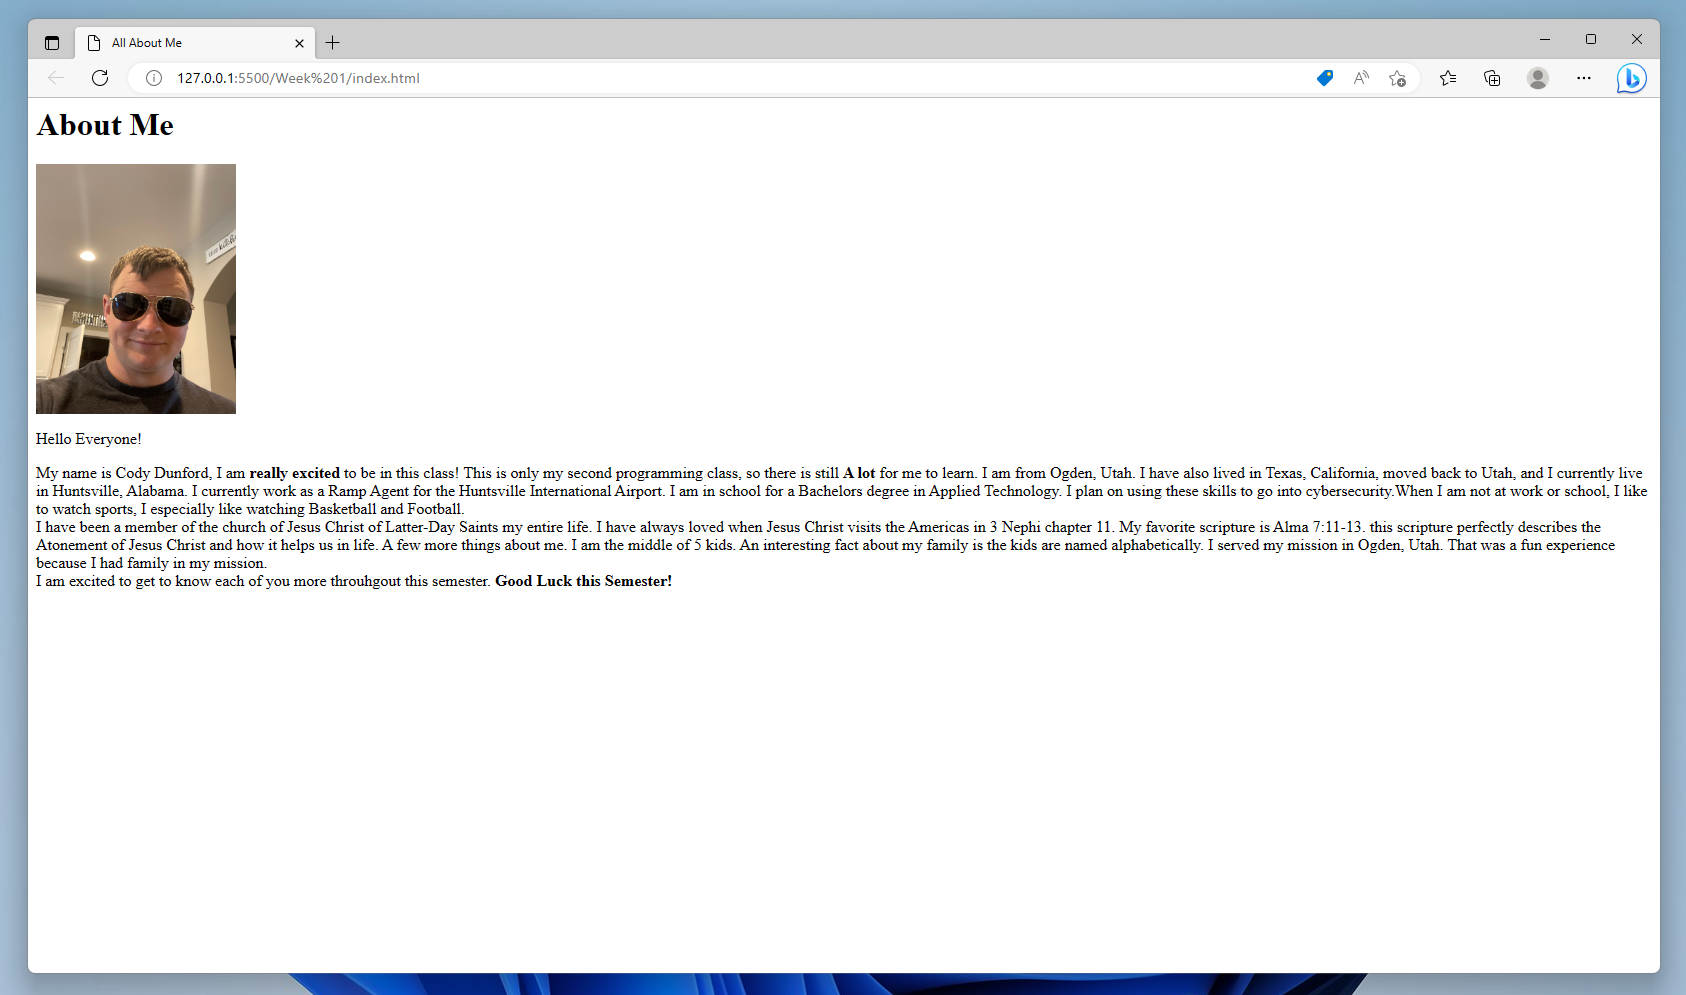 All About Me
127.0.0.1:5500/Week%201/index.html
About Me
Hello Everyone!
My name is Cody Dunford, I am really excited to be in this class! This is only my second programming class, so there is still A lot for me to learn. I am from Ogden, Utah. I have also lived in Texas, California, moved back to Utah, and I currently live
in Huntsville, Alabama. I currently work as a Ramp Agent for the Huntsville International Airport. I am in school for a Bachelors degree in Applied Technology. I plan on using these skills to go into cybersecurity.When I am not at work or school, I like
to watch sports, I especially like watching Basketball and Football.
I have been a member of the church of Jesus Christ of Latter-Day Saints my entire life. I have always loved when Jesus Christ visits the Americas in 3 Nephi chapter 11. My favorite scripture is Alma 7:11-13. this scripture perfectly describes the
Atonement of Jesus Christ and how it helps us in life. A few more things about me. I am the middle of 5 kids. An interesting fact about my family is the kids are named alphabetically. I served my mission in Ogden, Utah. That was a fun experience
because I had family in my mission.
I am excited to get to know each of you more throuhgout this semester. Good Luck this Semester!